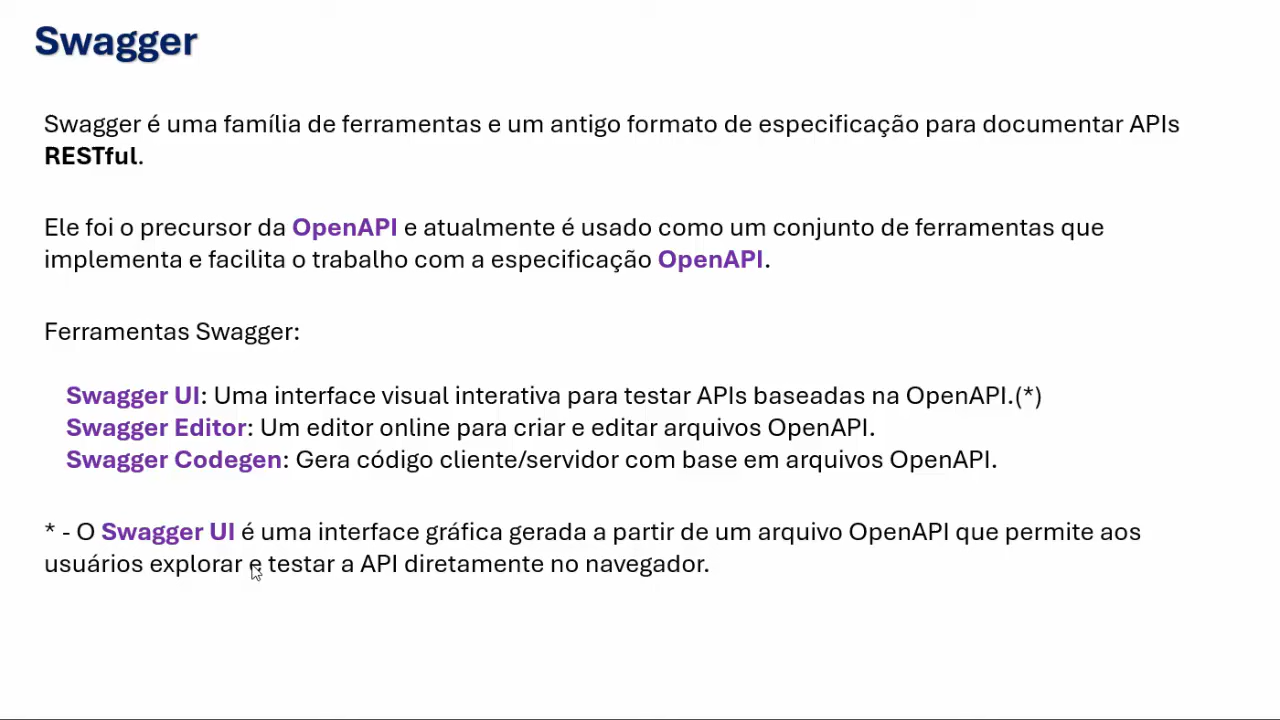 Swagger
Swagger é uma família de ferramentas e um antigo formato de especificação para documentar APIs
RESTful.
Ele foi o precursor da OpenAPI e atualmente é usado como um conjunto de ferramentas que
implementa e facilita o trabalho com a especificação OpenAPI.
Ferramentas Swagger:
Swagger UI: Uma interface visual interativa para testar APIs baseadas na OpenAPI.(*)
Swagger Editor: Um editor online para criar e editar arquivos OpenAPI.
Swagger Codegen: Gera código cliente/servidor com base em arquivos OpenAPI.
* - O Swagger UI é uma interface gráfica gerada a partir de um arquivo OpenAPI que permite aos
usuários explorar e testar a API diretamente no navegador.